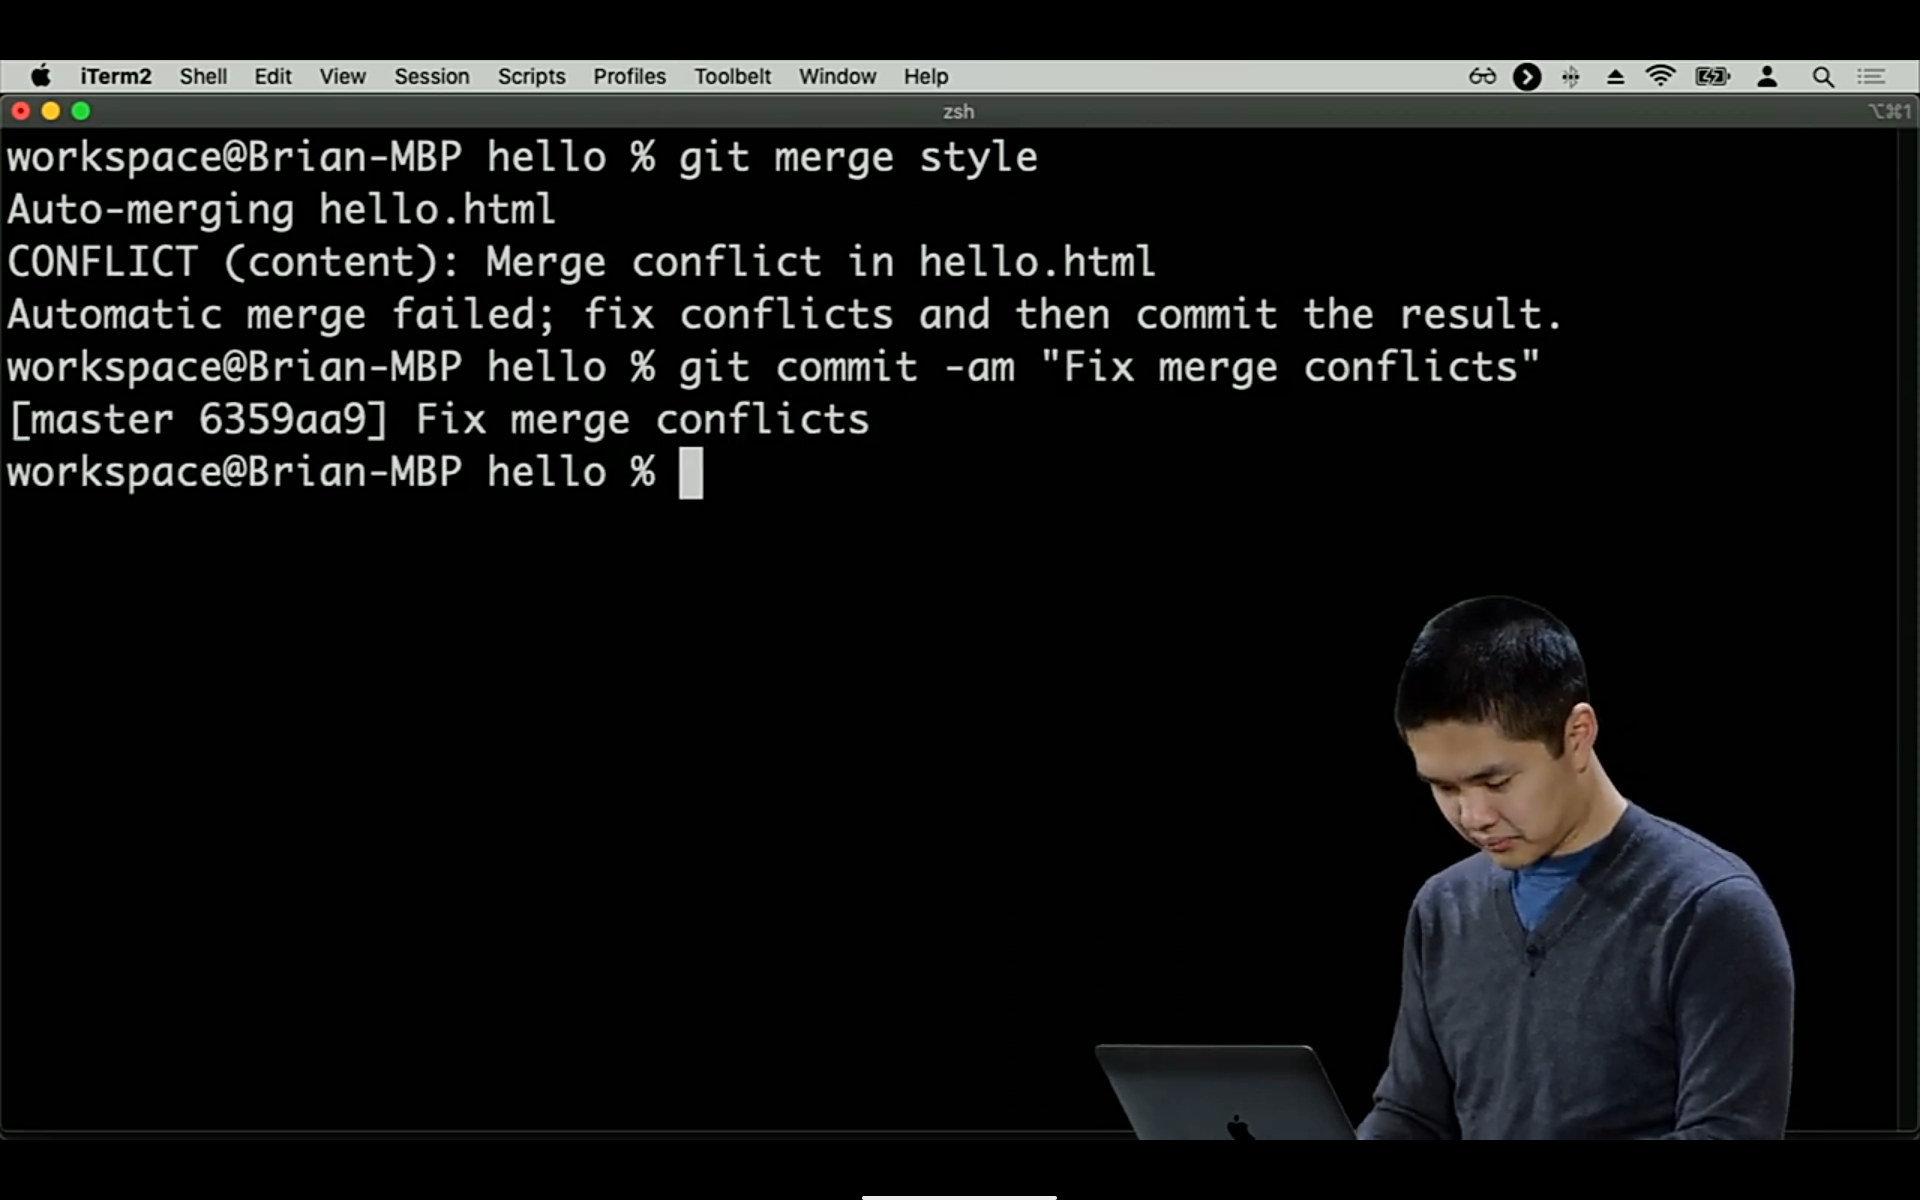 iTerm2 Shell Edit View Session Scripts Profiles Toolbelt Window Help
zsh ⌥⌘1
workspace@Brian-MBP hello % git merge style
Auto-merging hello.html
CONFLICT (content): Merge conflict in hello.html
Automatic merge failed; fix conflicts and then commit the result.
workspace@Brian-MBP hello % git commit -am "Fix merge conflicts"
[master 6359aa9] Fix merge conflicts
workspace@Brian-MBP hello %